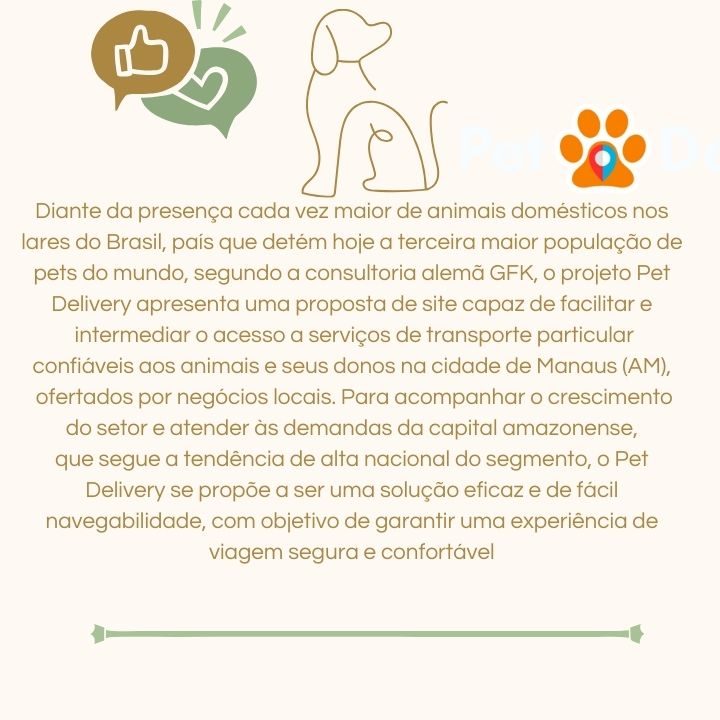 Pet
Diante da presença cada vez maior de animais domésticos nos
lares do Brasil, país que detém hoje a terceira maior população de
pets do mundo, segundo a consultoria alemã GFK, o projeto Pet
Delivery apresenta uma proposta de site capaz de facilitar e
intermediar o acesso a serviços de transporte particular
confiáveis aos animais e seus donos na cidade de Manaus (AM),
ofertados por negócios locais. Para acompanhar o crescimento
do setor e atender às demandas da capital amazonense,
que segue a tendência de alta nacional do segmento, o Pet
Delivery se propõe a ser uma solução eficaz e de fácil
navegabilidade, com objetivo de garantir uma experiência de
viagem segura e confortável